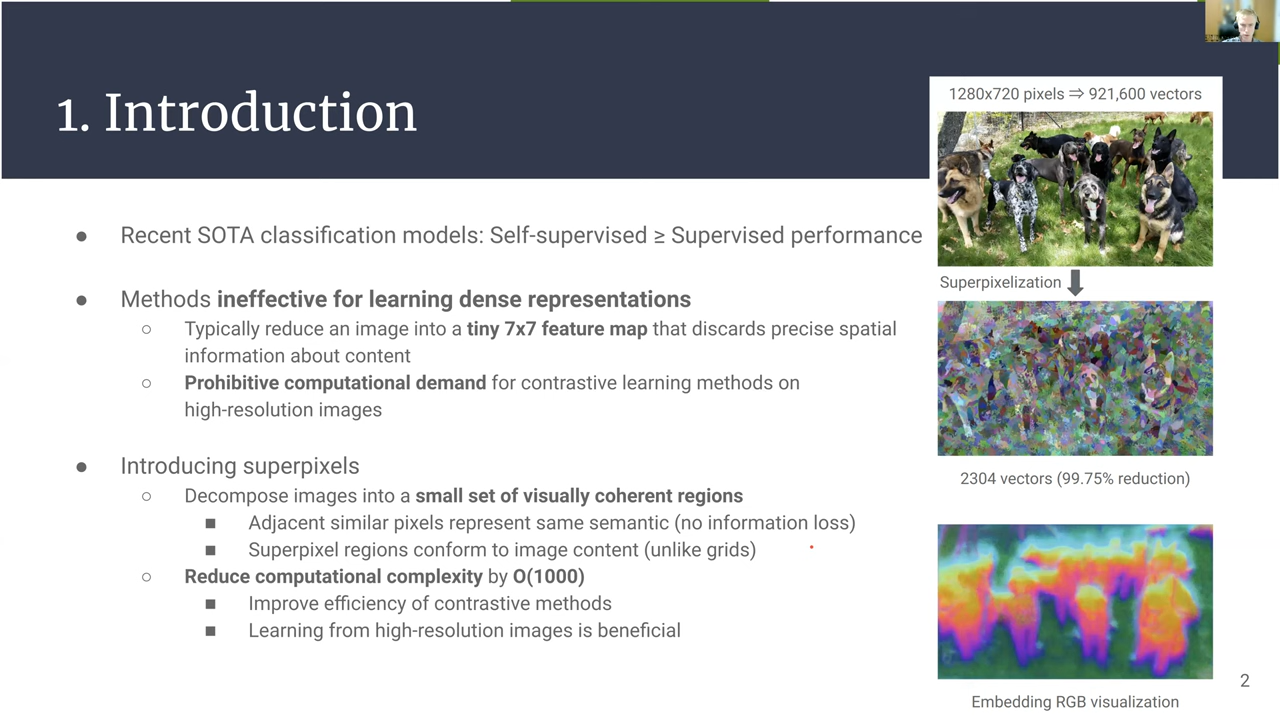 1. Introduction
1280x720 pixels ⇒ 921,600 vectors
● Recent SOTA classification models: Self-supervised ≥ Supervised performance
● Methods ineffective for learning dense representations
○ Typically reduce an image into a tiny 7x7 feature map that discards precise spatial
information about content
○ Prohibitive computational demand for contrastive learning methods on
high-resolution images
● Introducing superpixels
○ Decompose images into a small set of visually coherent regions
■ Adjacent similar pixels represent same semantic (no information loss)
■ Superpixel regions conform to image content (unlike grids)
○ Reduce computational complexity by O(1000)
■ Improve efficiency of contrastive methods
■ Learning from high-resolution images is beneficial
Superpixelization
2304 vectors (99.75% reduction)
Embedding RGB visualization
2